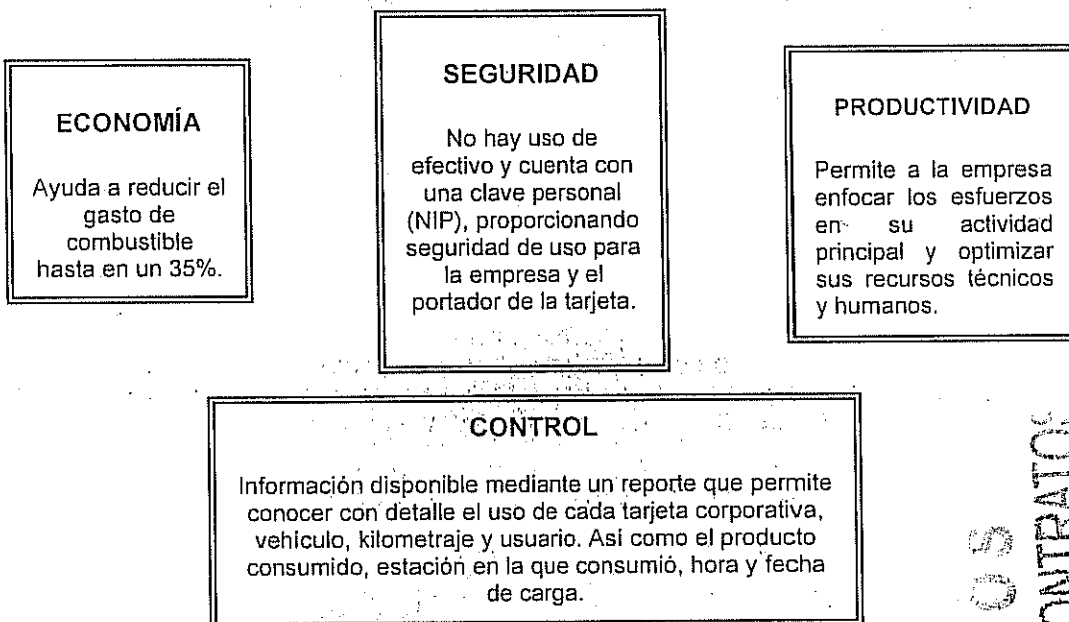 ECONOMÍA
Ayuda a reducir el
gasto de
combustible
hasta en un 35%.
SEGURIDAD
No hay uso de
efectivo y cuenta con
una clave personal
(NIP), proporcionando
seguridad de uso para
la empresa y el
portador de la tarjeta.
PRODUCTIVIDAD
Permite a la empresa
enfocar los esfuerzos
en su actividad
principal y optimizar
sus recursos técnicos
y humanos.
CONTROL
Información disponible mediante un reporte que permite
conocer con detalle el uso de cada tarjeta corporativa,
vehículo, kilometraje y usuario. Así como el producto
consumido, estación en la que consumió, hora y fecha
de carga.